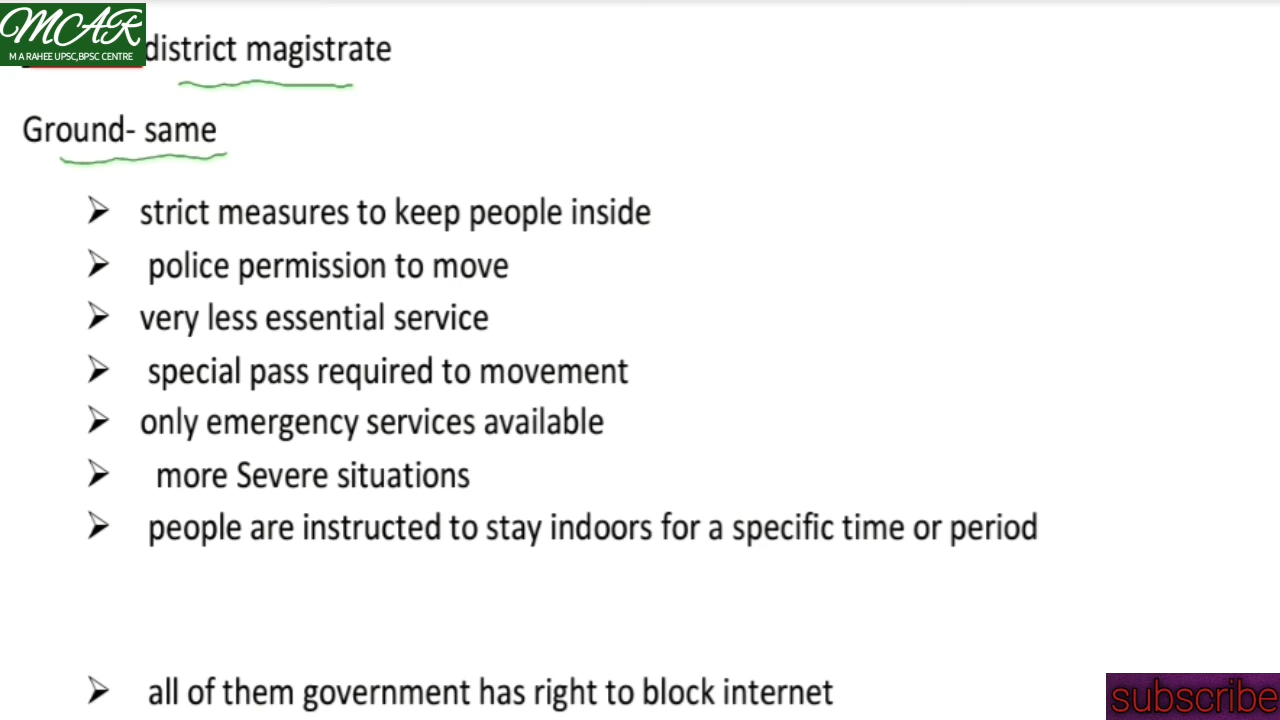 MCAR
M A RAHEE UPSC,BPSC CENTRE
district magistrate
Ground- same
➢ strict measures to keep people inside
➢ police permission to move
➢ very less essential service
➢ special pass required to movement
➢ only emergency services available
➢ more Severe situations
➢ people are instructed to stay indoors for a specific time or period
➢ all of them government has right to block internet
subscribe